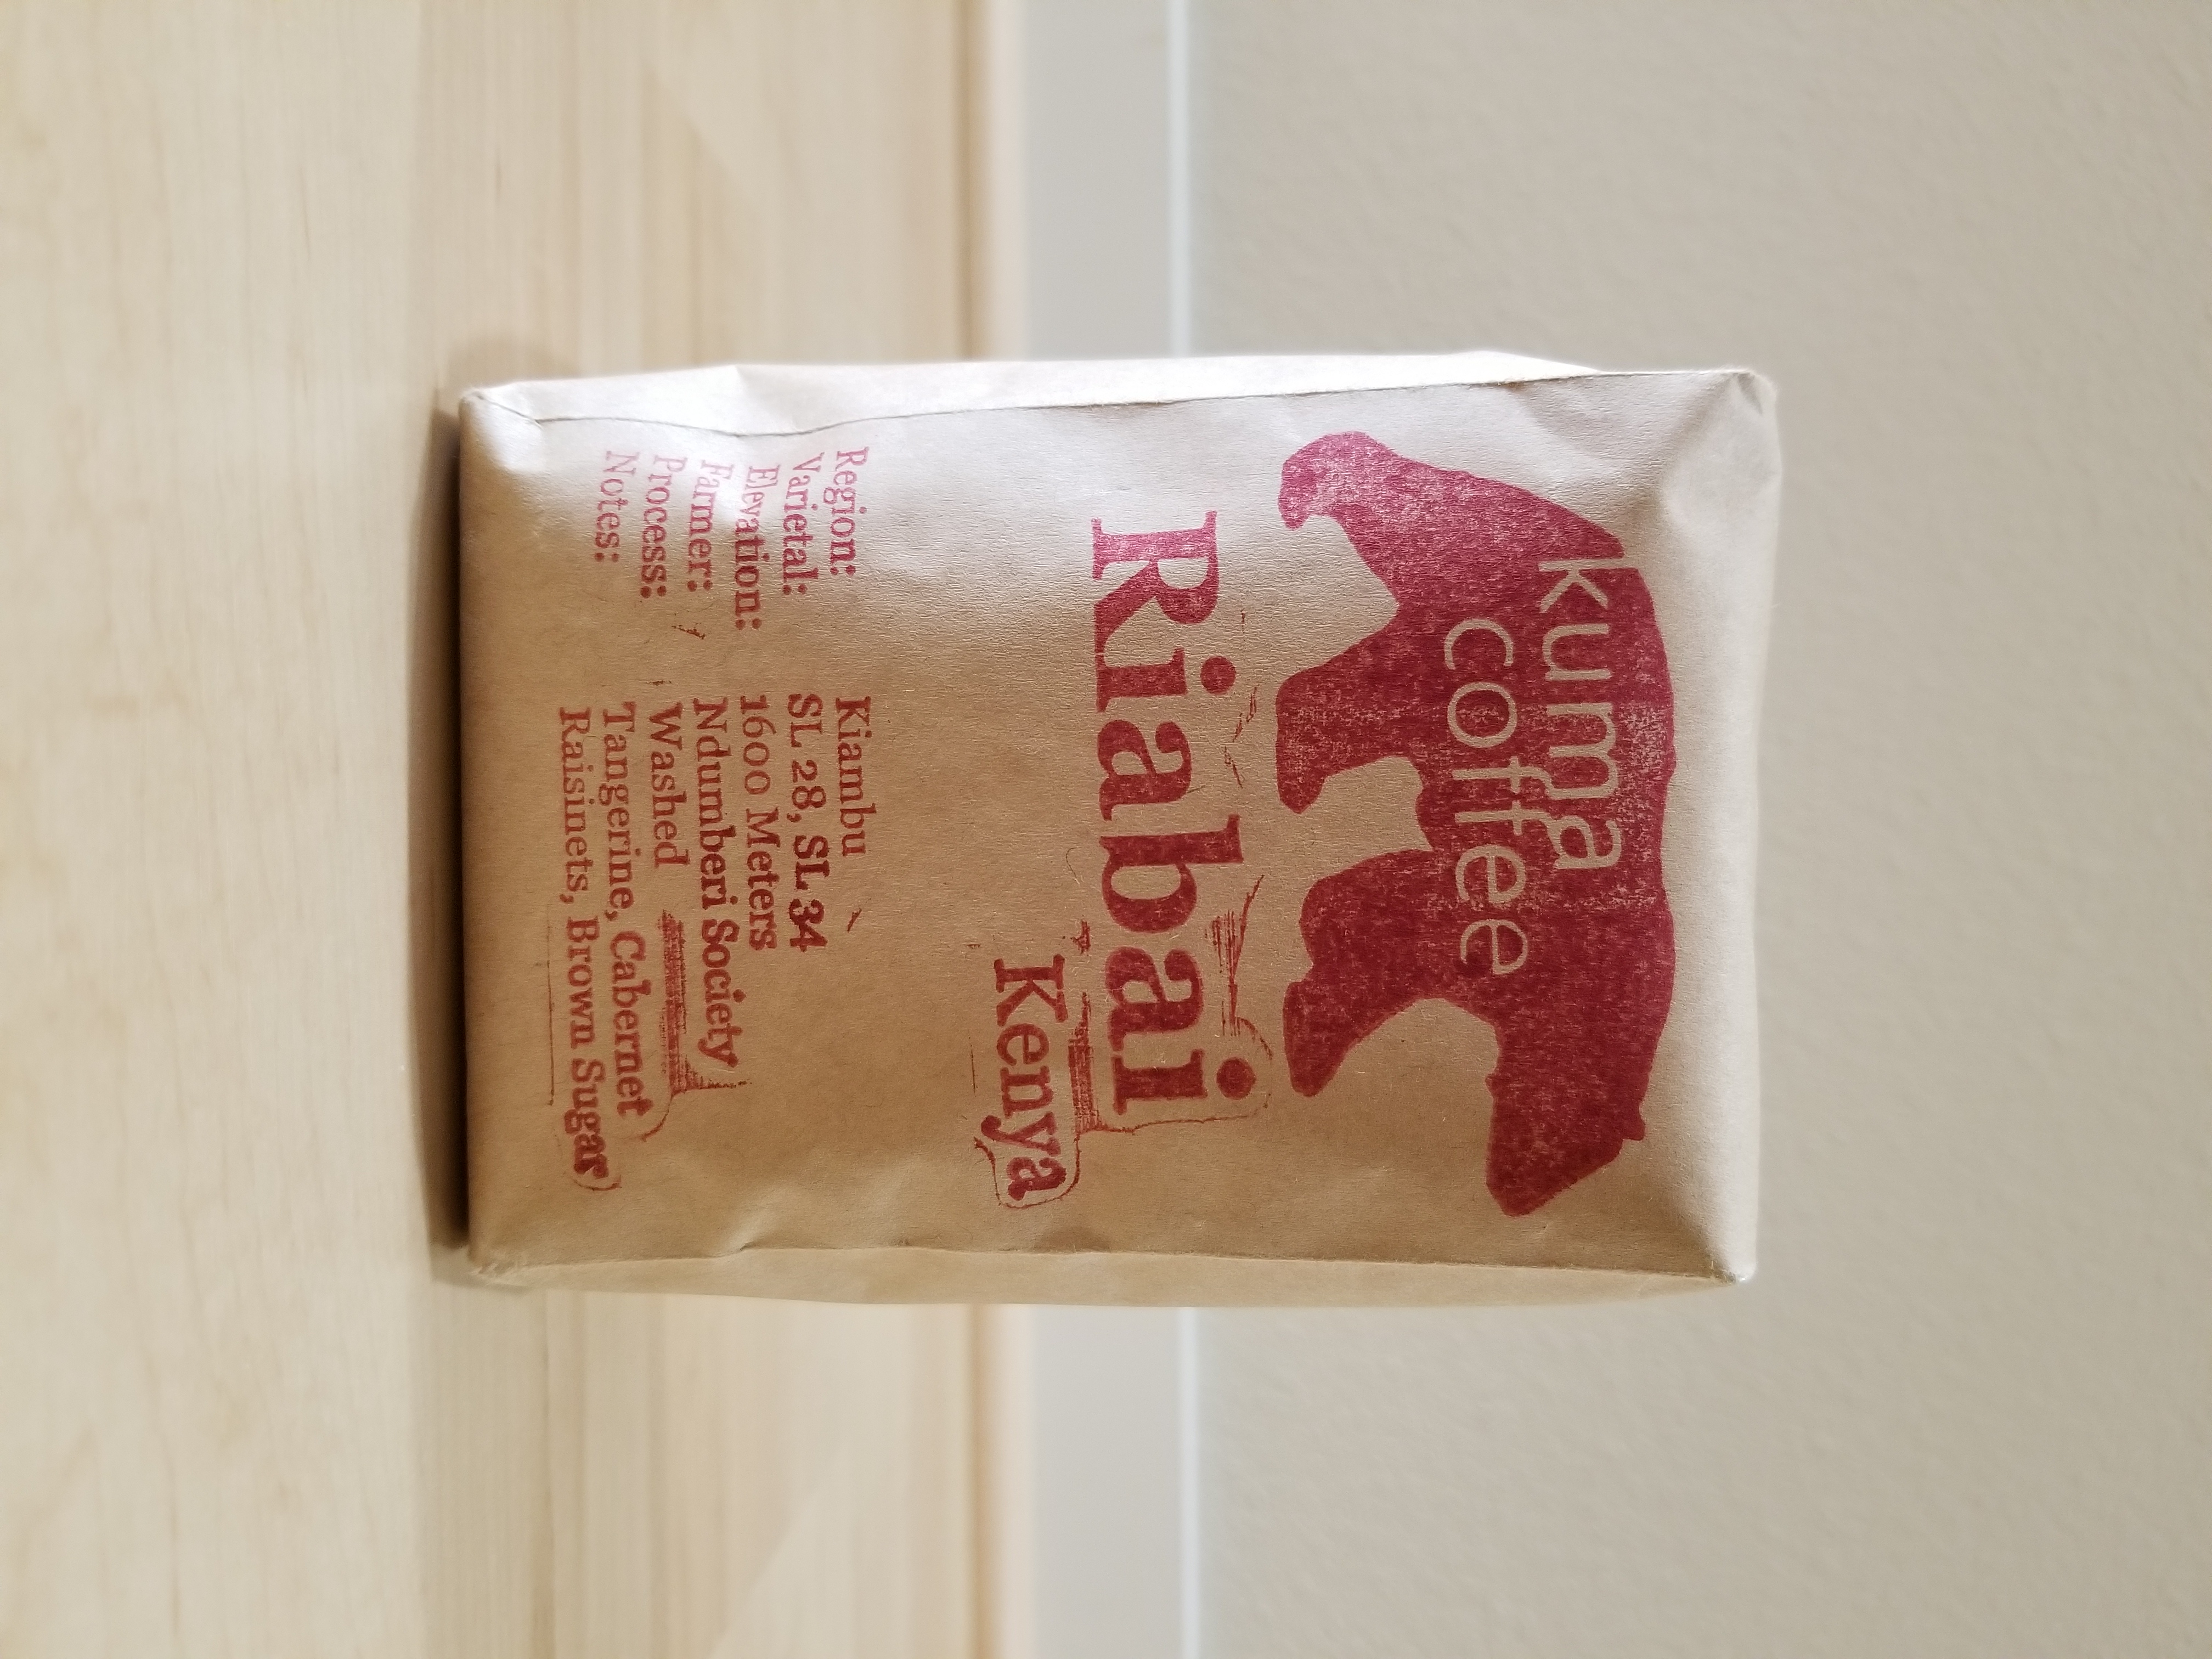 kuma
coffee
Riabai
Kenya
Region: Kiambu
Varietal: SL 28, SL 34
Elevation: 1600 Meters
Farmer: Ndumberi Society
Process: Washed
Notes: Tangerine, Cabernet
Raisinets, Brown Sugar